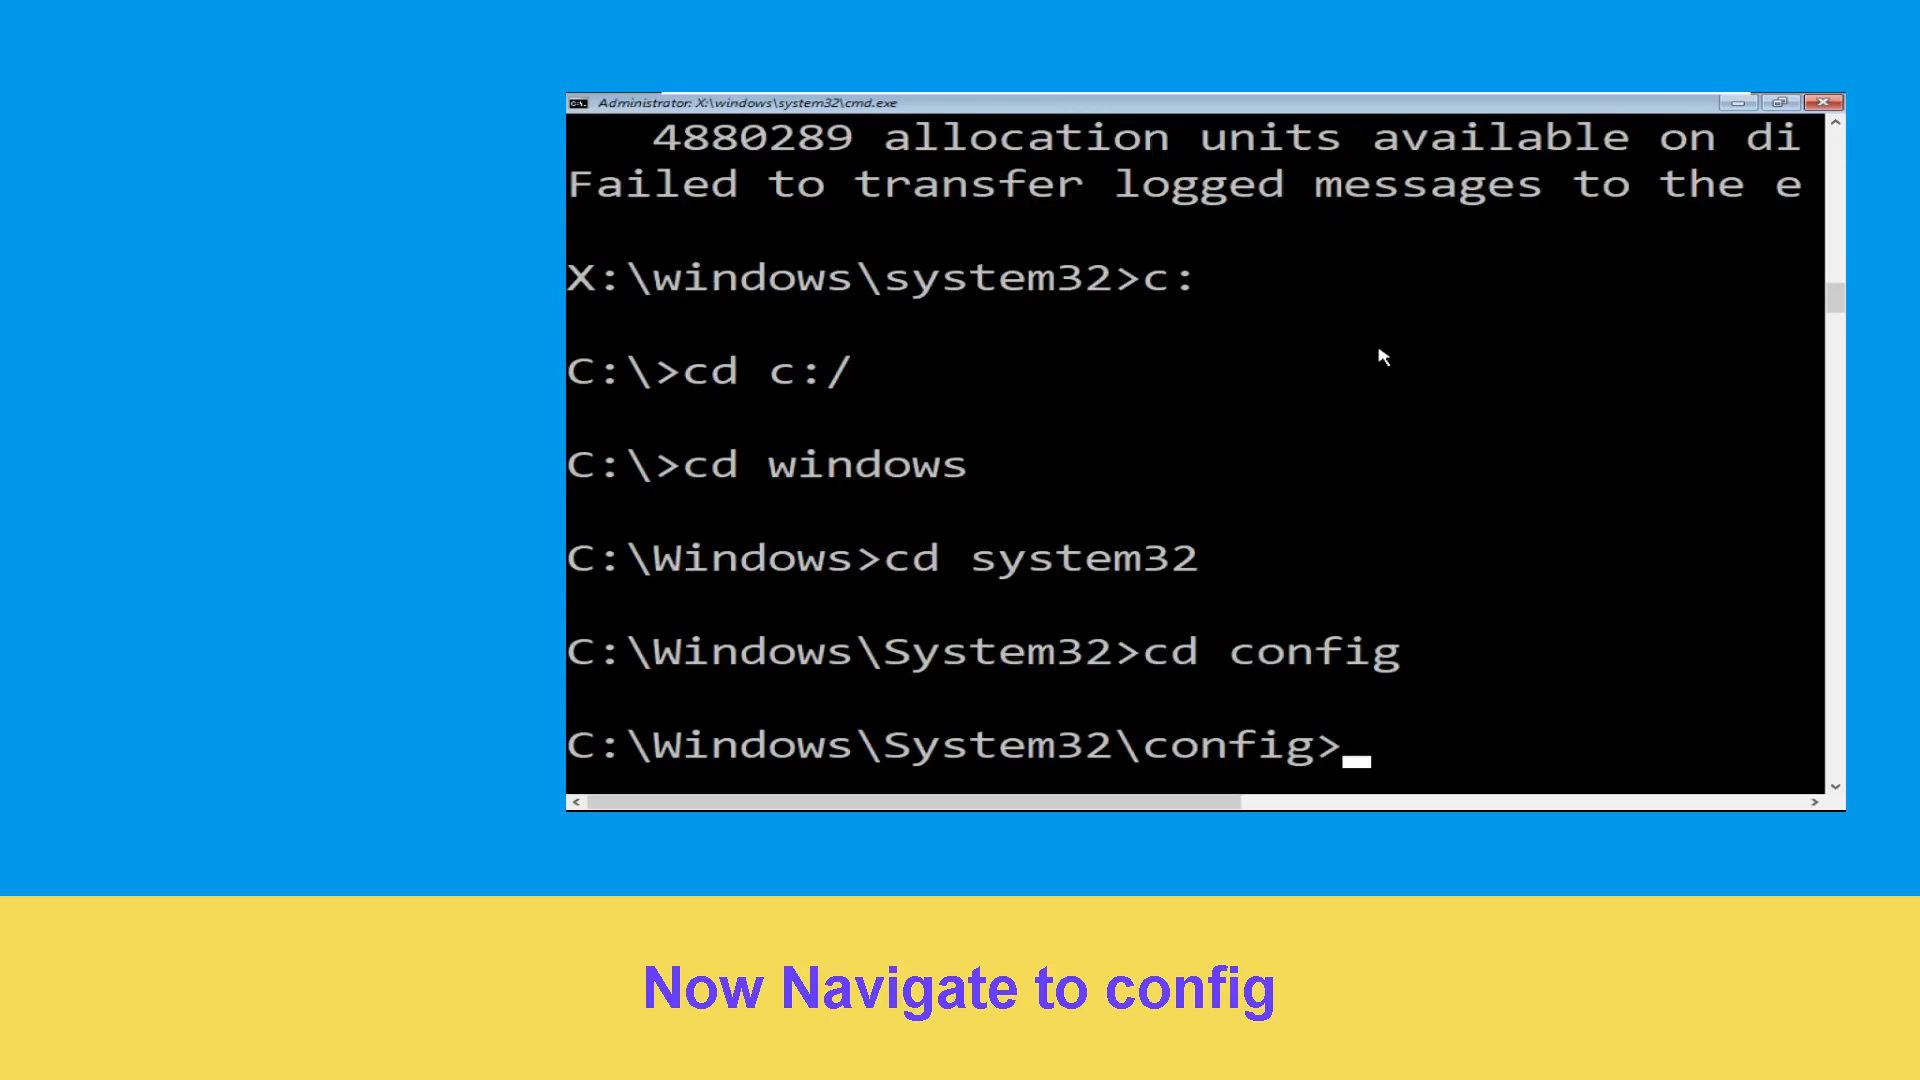 Administrator: X:\windows\system32\cmd.exe
4880289 allocation units available on di
Failed to transfer logged messages to the e
X:\windows\system32>c:
C:\>cd c:/
C:\>cd windows
C:\Windows>cd system32
C:\Windows\System32>cd config
C:\Windows\System32\config>
Now Navigate to config